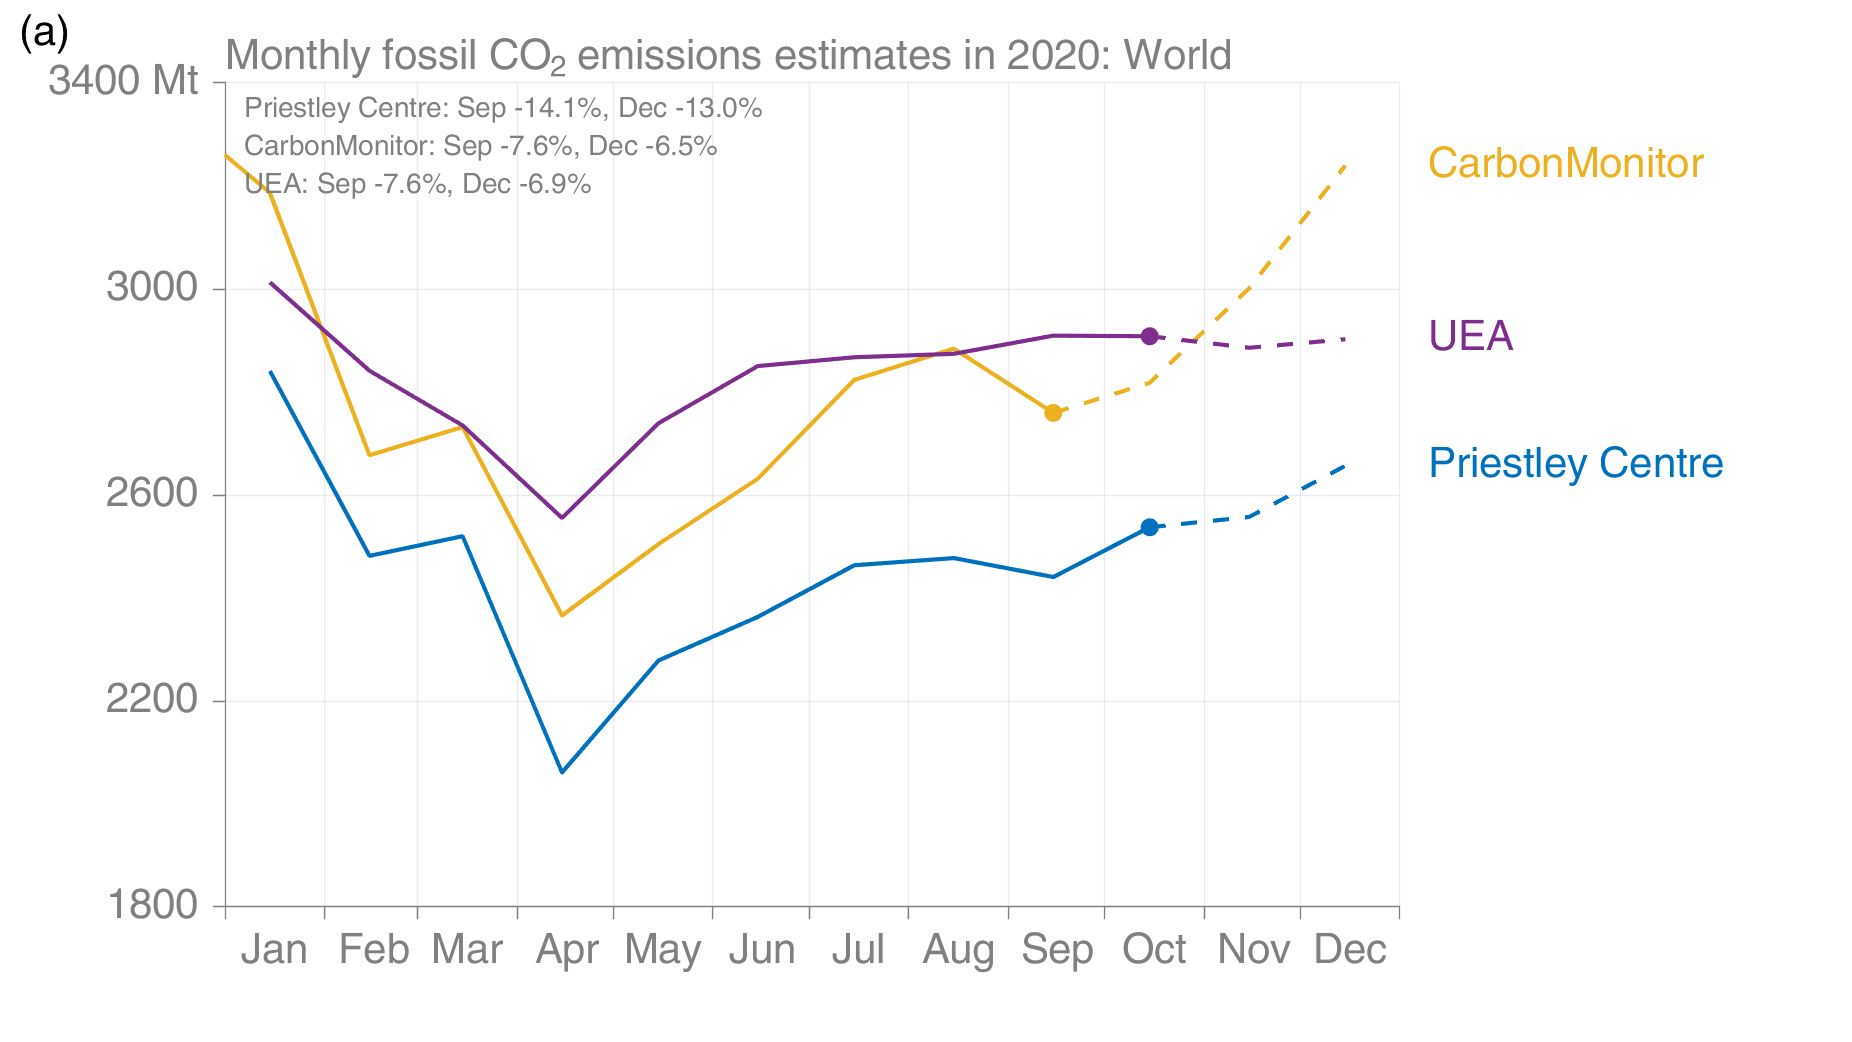 (a)
Monthly fossil CO₂ emissions estimates in 2020: World
3400 Mt
Priestley Centre: Sep -14.1%, Dec -13.0%
CarbonMonitor: Sep -7.6%, Dec -6.5%
UEA: Sep -7.6%, Dec -6.9%
CarbonMonitor
3000
UEA
Priestley Centre
2600
2200
1800
Jan Feb Mar Apr May Jun Jul Aug Sep Oct Nov Dec